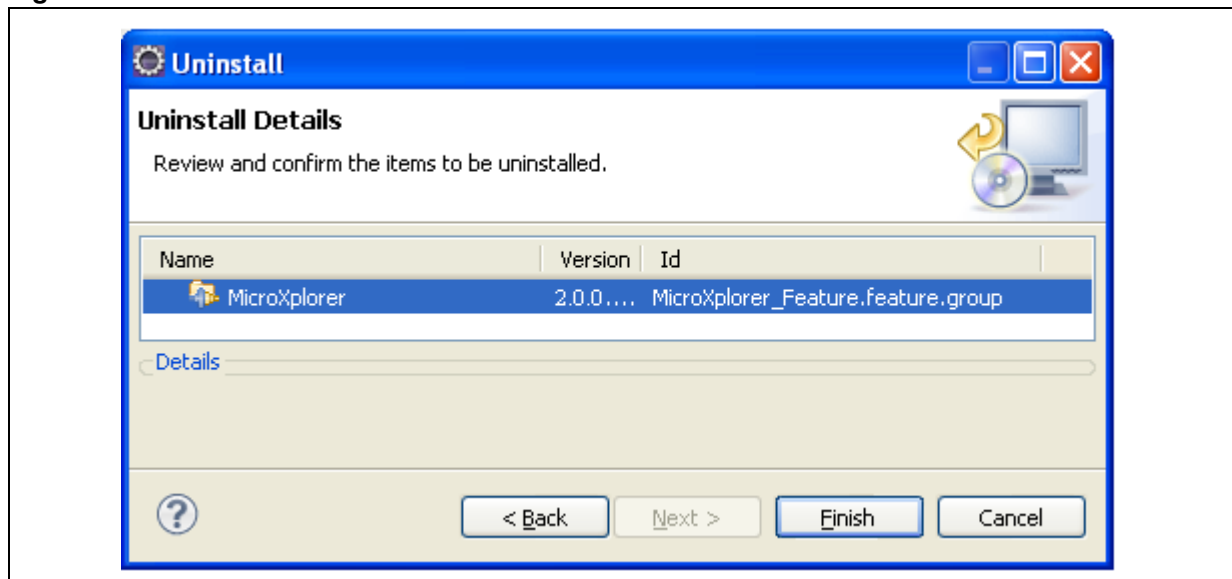 Uninstall
Uninstall Details
Review and confirm the items to be uninstalled.
Name Version Id
MicroXplorer 2.0.0.... MicroXplorer_Feature.feature.group
Details
? < Back Next > Finish Cancel